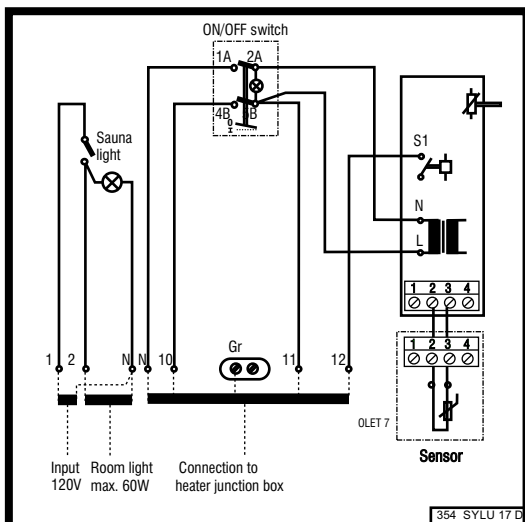 ON/OFF switch
1A 2A
4B 5B
0
I
Sauna
light
S1
N
L
1 2 3 4
1 2 3 4
OLET 7
Sensor
1 2 N N 10 Gr 11 12
Input
120V
Room light
max. 60W
Connection to
heater junction box
354 SYLU 17 D